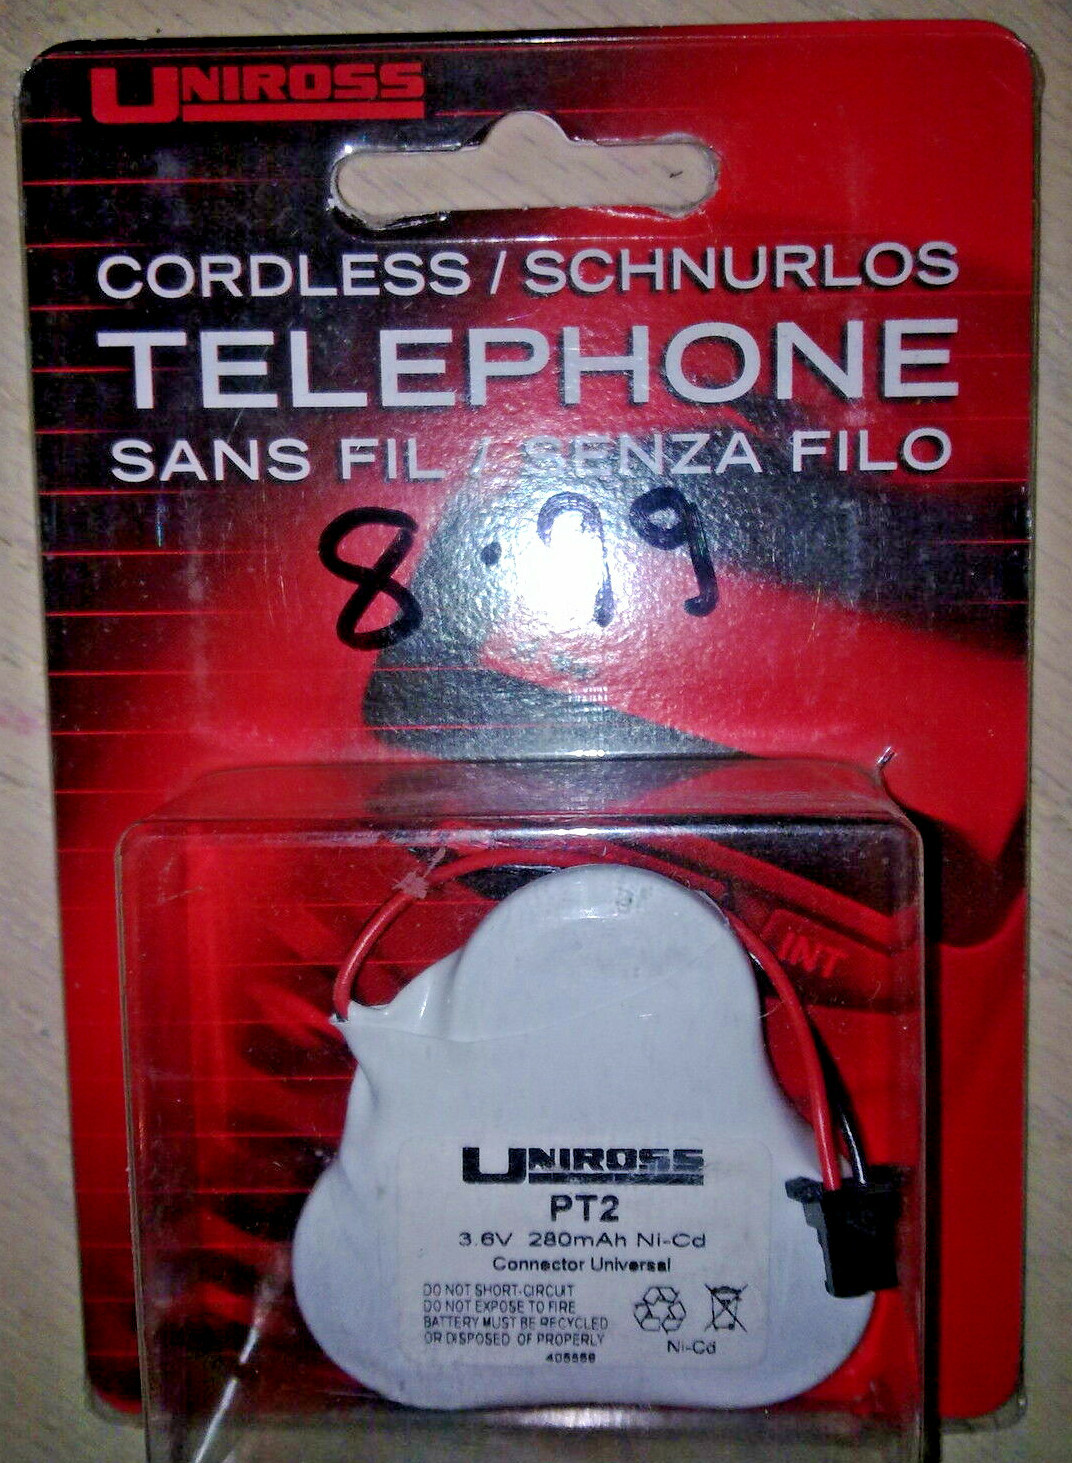 UNIROSS
CORDLESS / SCHNURLOS
TELEPHONE
SANS FIL / SENZA FILO
8.99
INT
UNIROSS
PT2
3.6V 280mAh Ni-Cd
Connector Universal
DO NOT SHORT-CIRCUIT
DO NOT EXPOSE TO FIRE
BATTERY MUST BE RECYCLED
OR DISPOSED OF PROPERLY
Ni-Cd